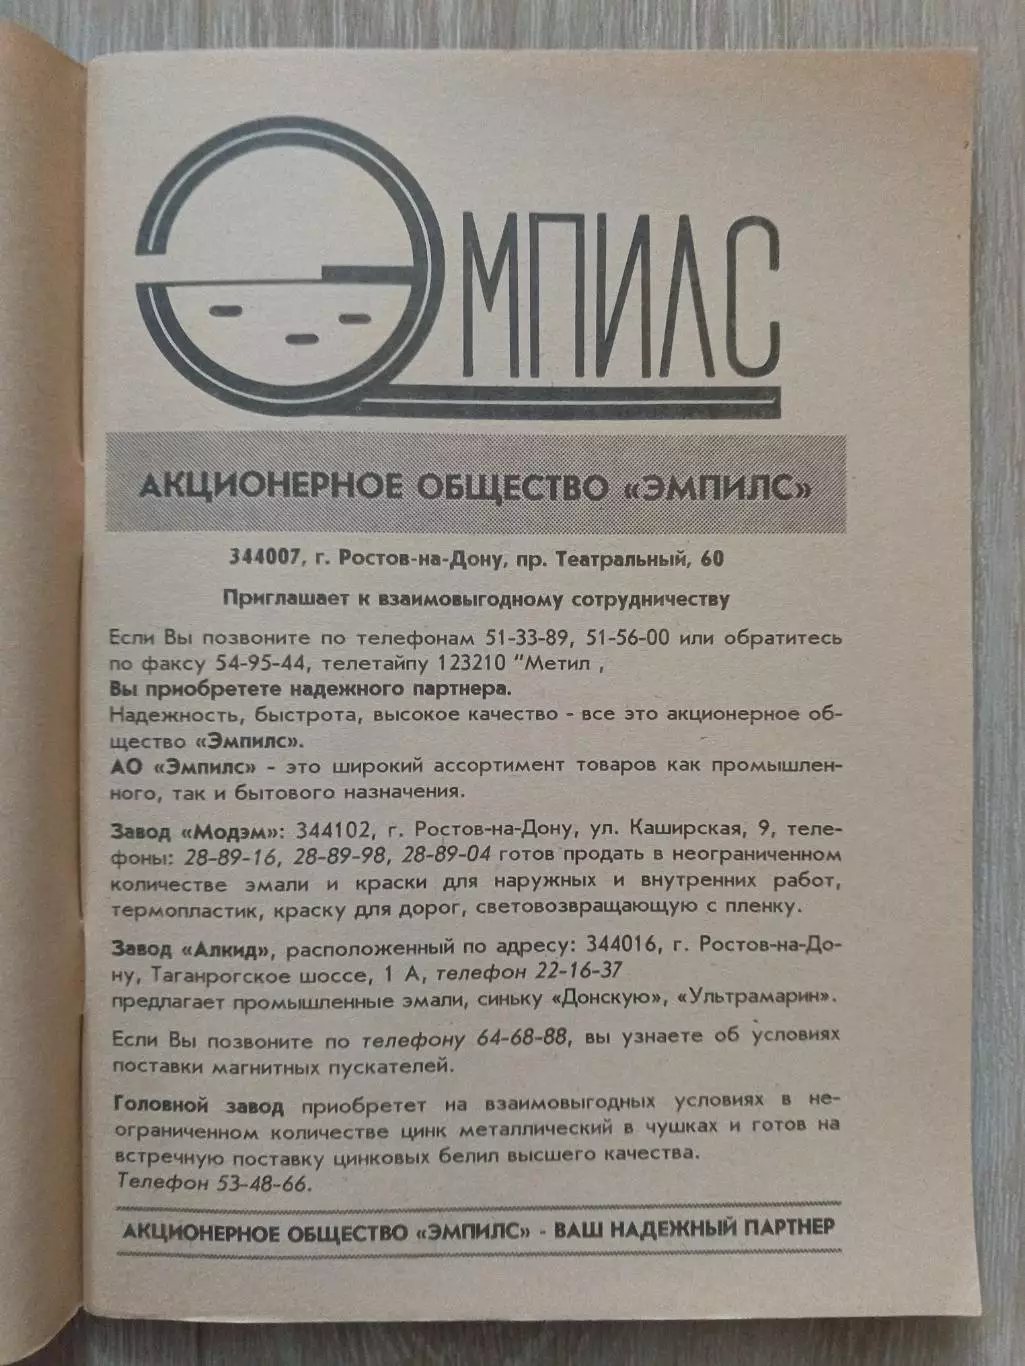 ЭМПИЛС
АКЦИОНЕРНОЕ ОБЩЕСТВО «ЭМПИЛС»
344007, г. Ростов-на-Дону, пр. Театральный, 60
Приглашает к взаимовыгодному сотрудничеству
Если Вы позвоните по телефонам 51-33-89, 51-56-00 или обратитесь
по факсу 54-95-44, телетайпу 123210 "Метил ,
Вы приобретете надежного партнера.
Надежность, быстрота, высокое качество - все это акционерное об-
щество «Эмпилс».
АО «Эмпилс» - это широкий ассортимент товаров как промышлен-
ного, так и бытового назначения.
Завод «Модэм»: 344102, г. Ростов-на-Дону, ул. Каширская, 9, теле-
фоны: 28-89-16, 28-89-98, 28-89-04 готов продать в неограниченном
количестве эмали и краски для наружных и внутренних работ,
термопластик, краску для дорог, световозвращающую с пленку.
Завод «Алкид», расположенный по адресу: 344016, г. Ростов-на-До-
ну, Таганрогское шоссе, 1 А, телефон 22-16-37
предлагает промышленные эмали, синьку «Донскую», «Ультрамарин».
Если Вы позвоните по телефону 64-68-88, вы узнаете об условиях
поставки магнитных пускателей.
Головной завод приобретет на взаимовыгодных условиях в не-
ограниченном количестве цинк металлический в чушках и готов на
встречную поставку цинковых белил высшего качества.
Телефон 53-48-66.
АКЦИОНЕРНОЕ ОБЩЕСТВО «ЭМПИЛС» - ВАШ НАДЕЖНЫЙ ПАРТНЕР